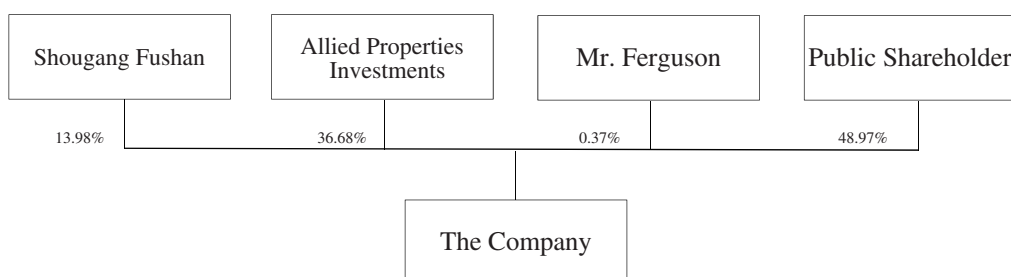 Shougang Fushan
Allied Properties
Investments
Mr. Ferguson
Public Shareholder
13.98%
36.68%
0.37%
48.97%
The Company